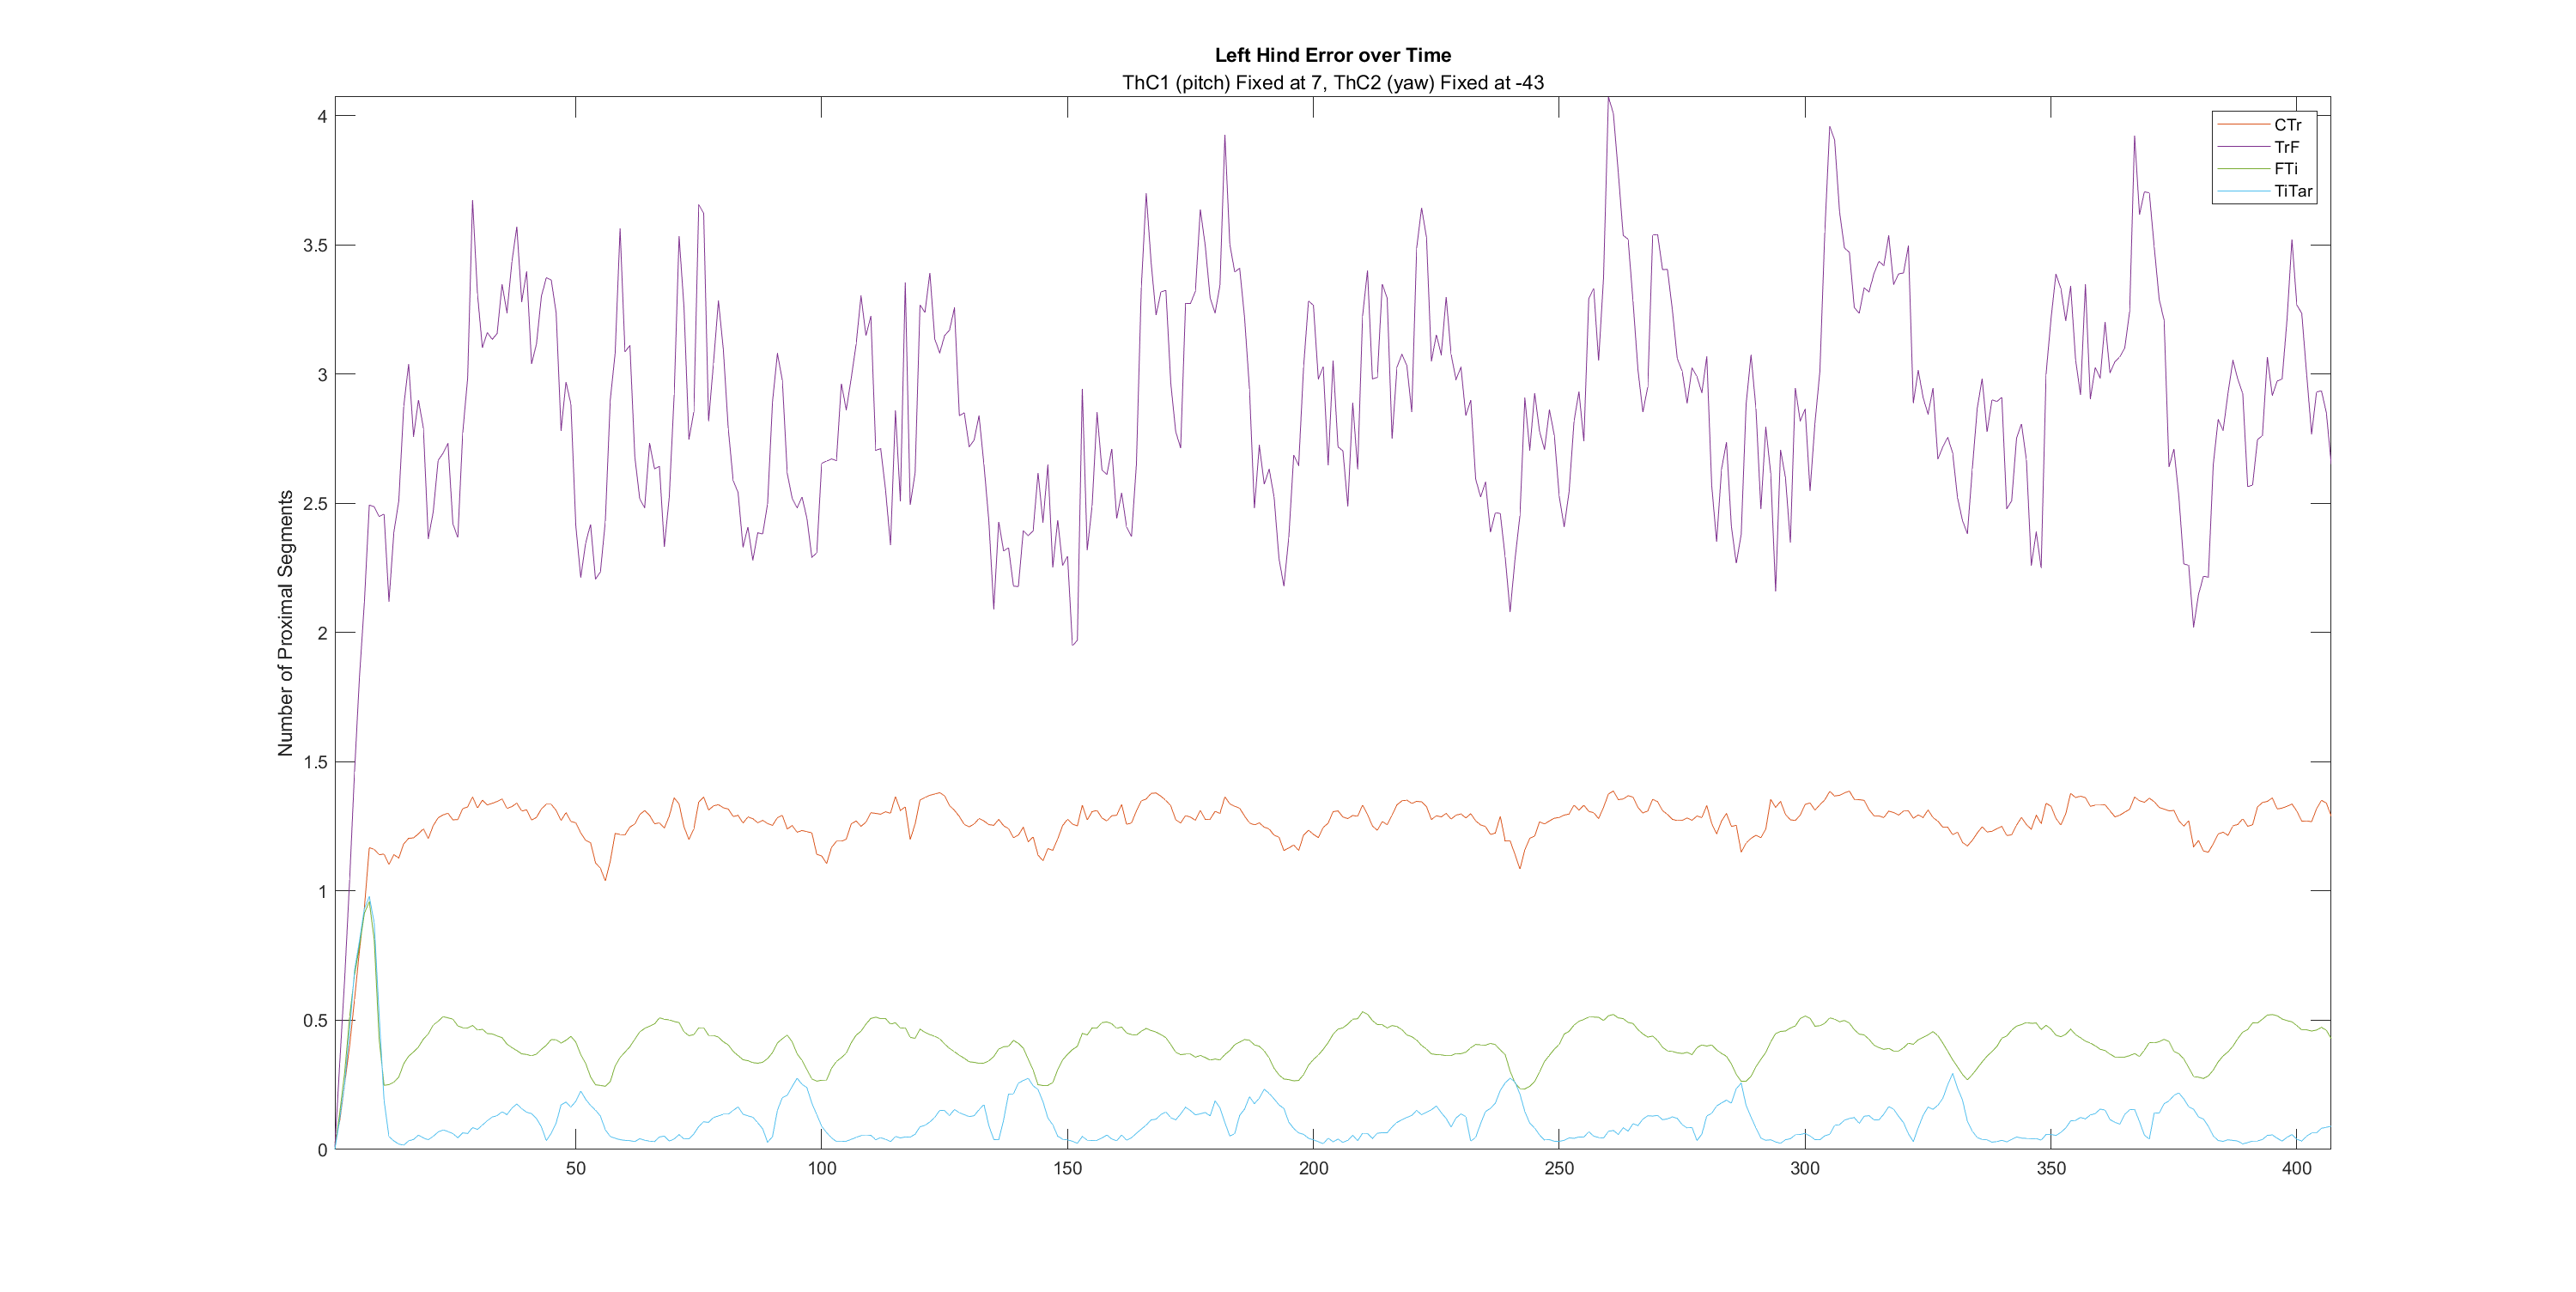 Left Hind Error over Time
ThC1 (pitch) Fixed at 7, ThC2 (yaw) Fixed at -43
Number of Proximal Segments
4
3.5
3
2.5
2
1.5
1
0.5
0
50
100
150
200
250
300
350
400
CTr
TrF
FTi
TiTar